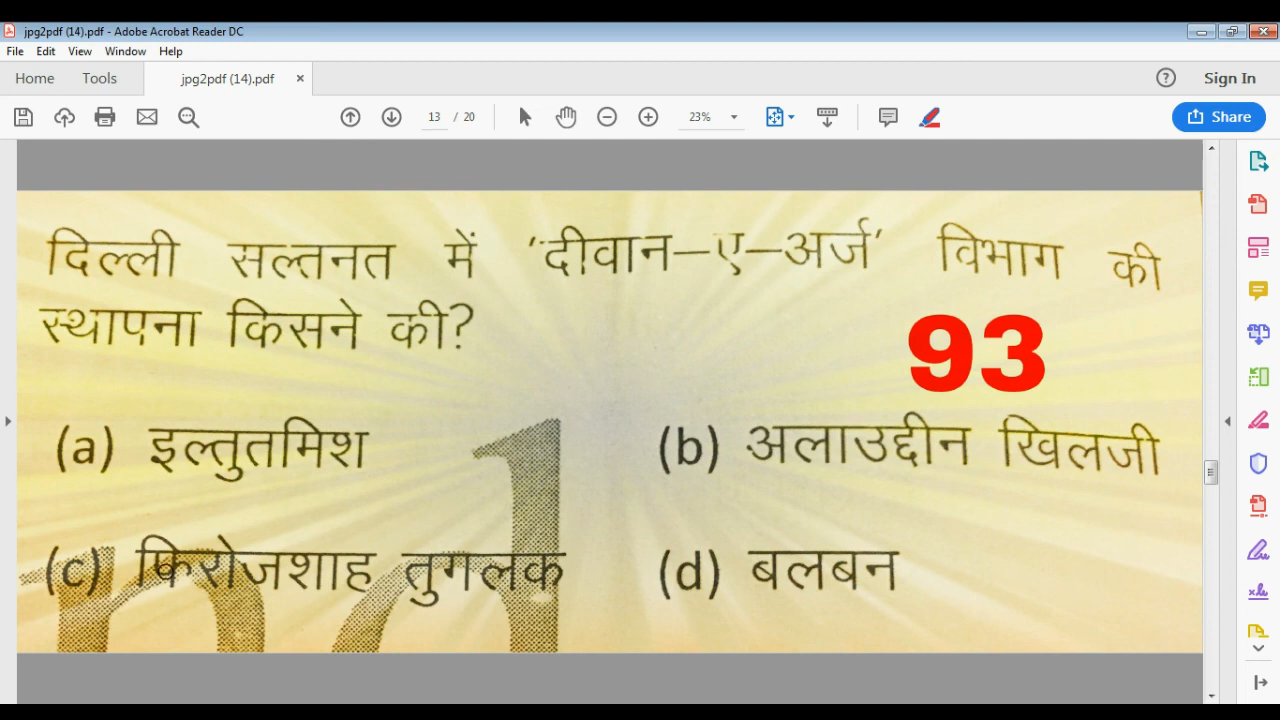 jpg2pdf (14).pdf - Adobe Acrobat Reader DC
File Edit View Window Help
Home Tools jpg2pdf (14).pdf × ? Sign In
13 / 20 23% Share
दिल्ली सल्तनत में 'दीवान–ए–अर्ज' विभाग की
स्थापना किसने की?
93
(a) इल्तुतमिश (b) अलाउद्दीन खिलजी
(c) फिरोजशाह तुगलक (d) बलबन